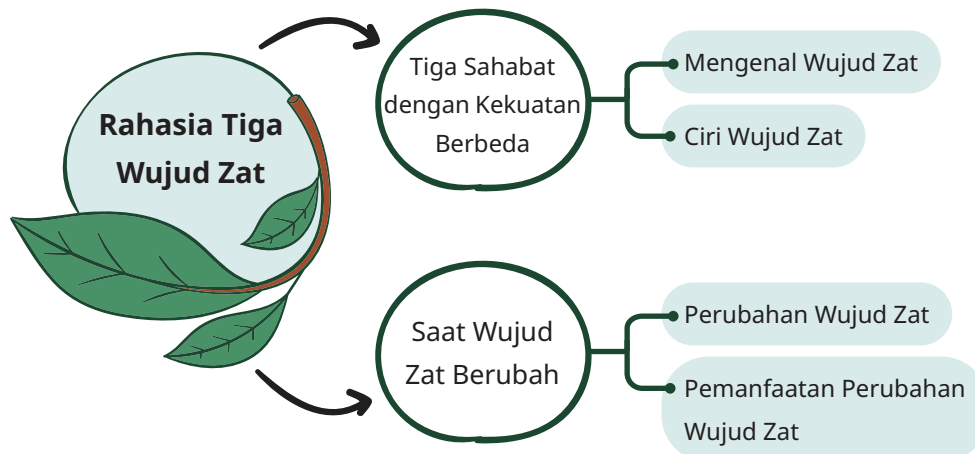 Rahasia Tiga
Wujud Zat
Tiga Sahabat
dengan Kekuatan
Berbeda
Mengenal Wujud Zat
Ciri Wujud Zat
Saat Wujud
Zat Berubah
Perubahan Wujud Zat
Pemanfaatan Perubahan
Wujud Zat